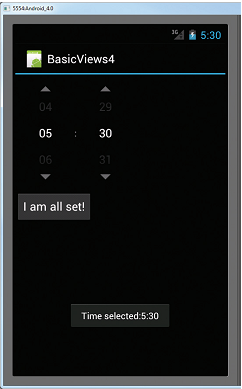 5554:Android_4.0
3G 5:30
BasicViews4
04 29
05 : 30
06 31
I am all set!
Time selected:5:30